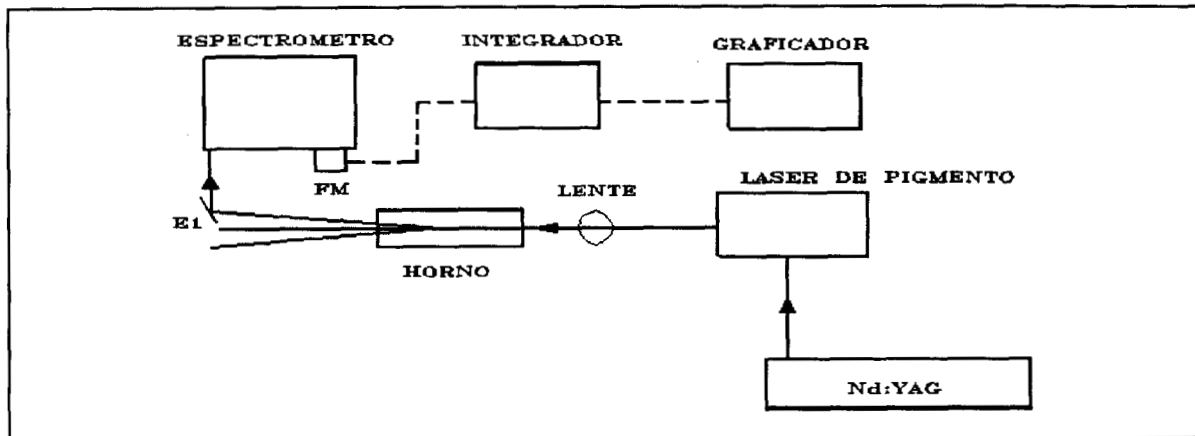 ESPECTROMETRO INTEGRADOR GRAFICADOR
FM
LASER DE PIGMENTO
LENTE
E1
HORNO
Nd:YAG